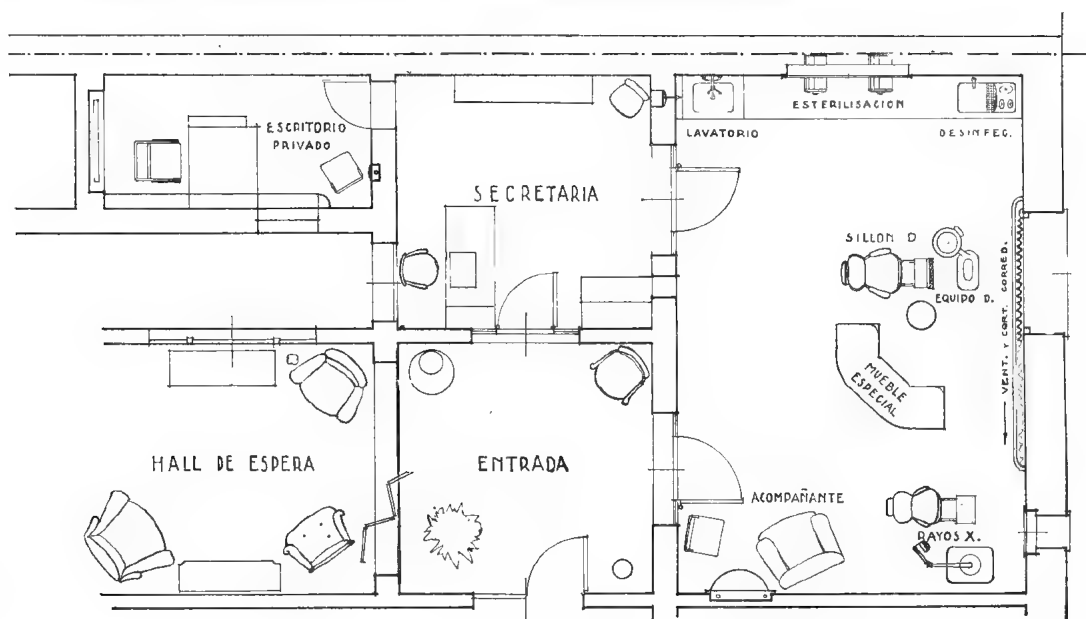 ESCRITORIO
PRIVADO
SECRETARIA
LAVATORIO
ESTERILISACION
DESINFEC.
SILLON D
EQUIPO D.
MUEBLE
ESPECIAL
VENT. Y CORT. CORRED.
HALL DE ESPERA
ENTRADA
ACOMPAÑANTE
RAYOS X.